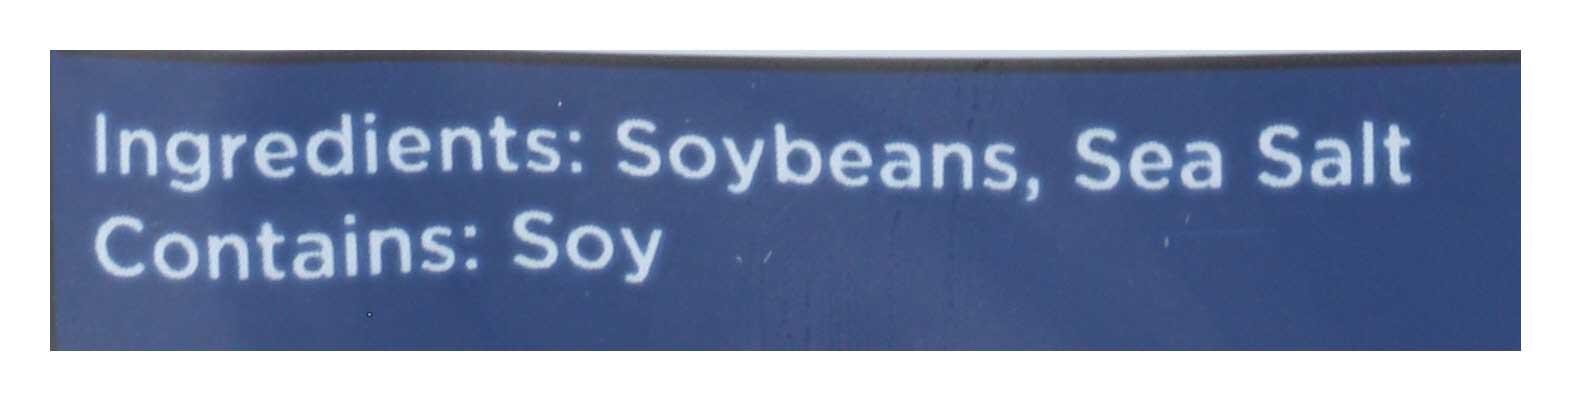 Ingredients: Soybeans, Sea Salt
Contains: Soy